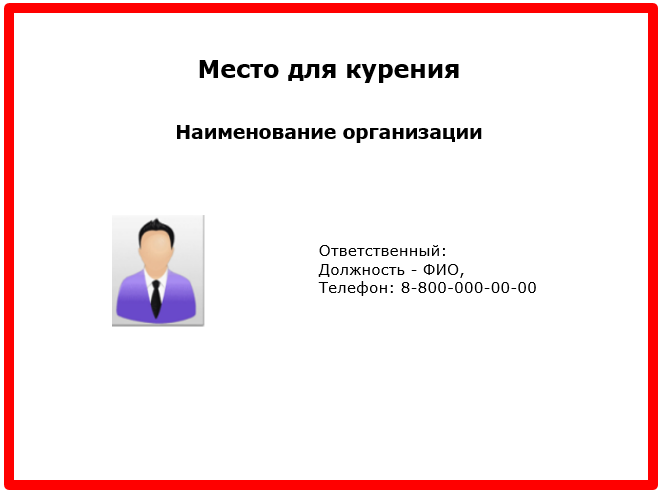 Место для курения
Наименование организации
Ответственный:
Должность - ФИО,
Телефон: 8-800-000-00-00